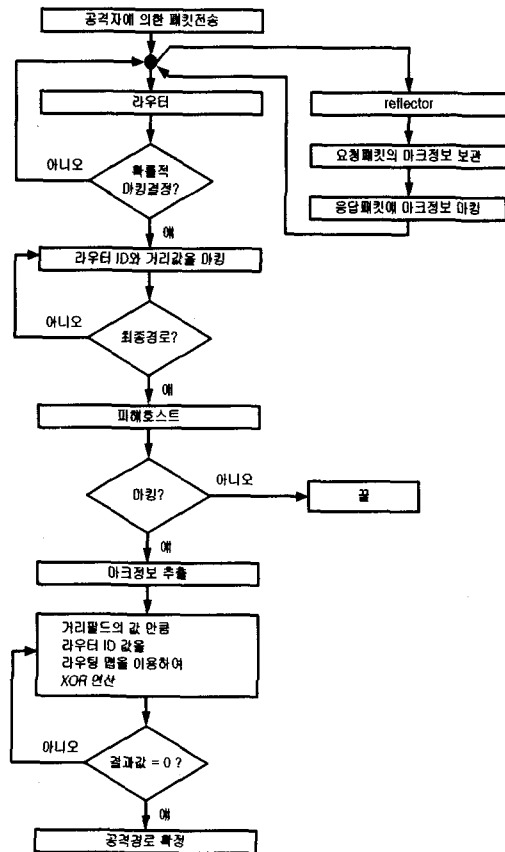 공격자에 의한 패킷전송
라우터
reflector
요청패킷의 마크정보 보관
응답패킷에 마크정보 마킹
아니오
확률적
마킹결정?
예
라우터 ID와 거리값을 마킹
아니오
최종경로?
예
피해호스트
마킹?
아니오
끝
예
마크정보 추출
거리필드의 값 만큼
라우터 ID 값을
라우팅 맵을 이용하여
XOR 연산
아니오
결과값 = 0 ?
예
공격경로 확정